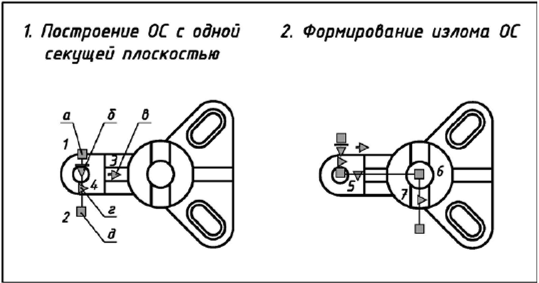 1. Построение ОС с одной
секущей плоскостью
2. Формирование излома ОС
а
б
в
1
3
4
2
г
д
5
6
7